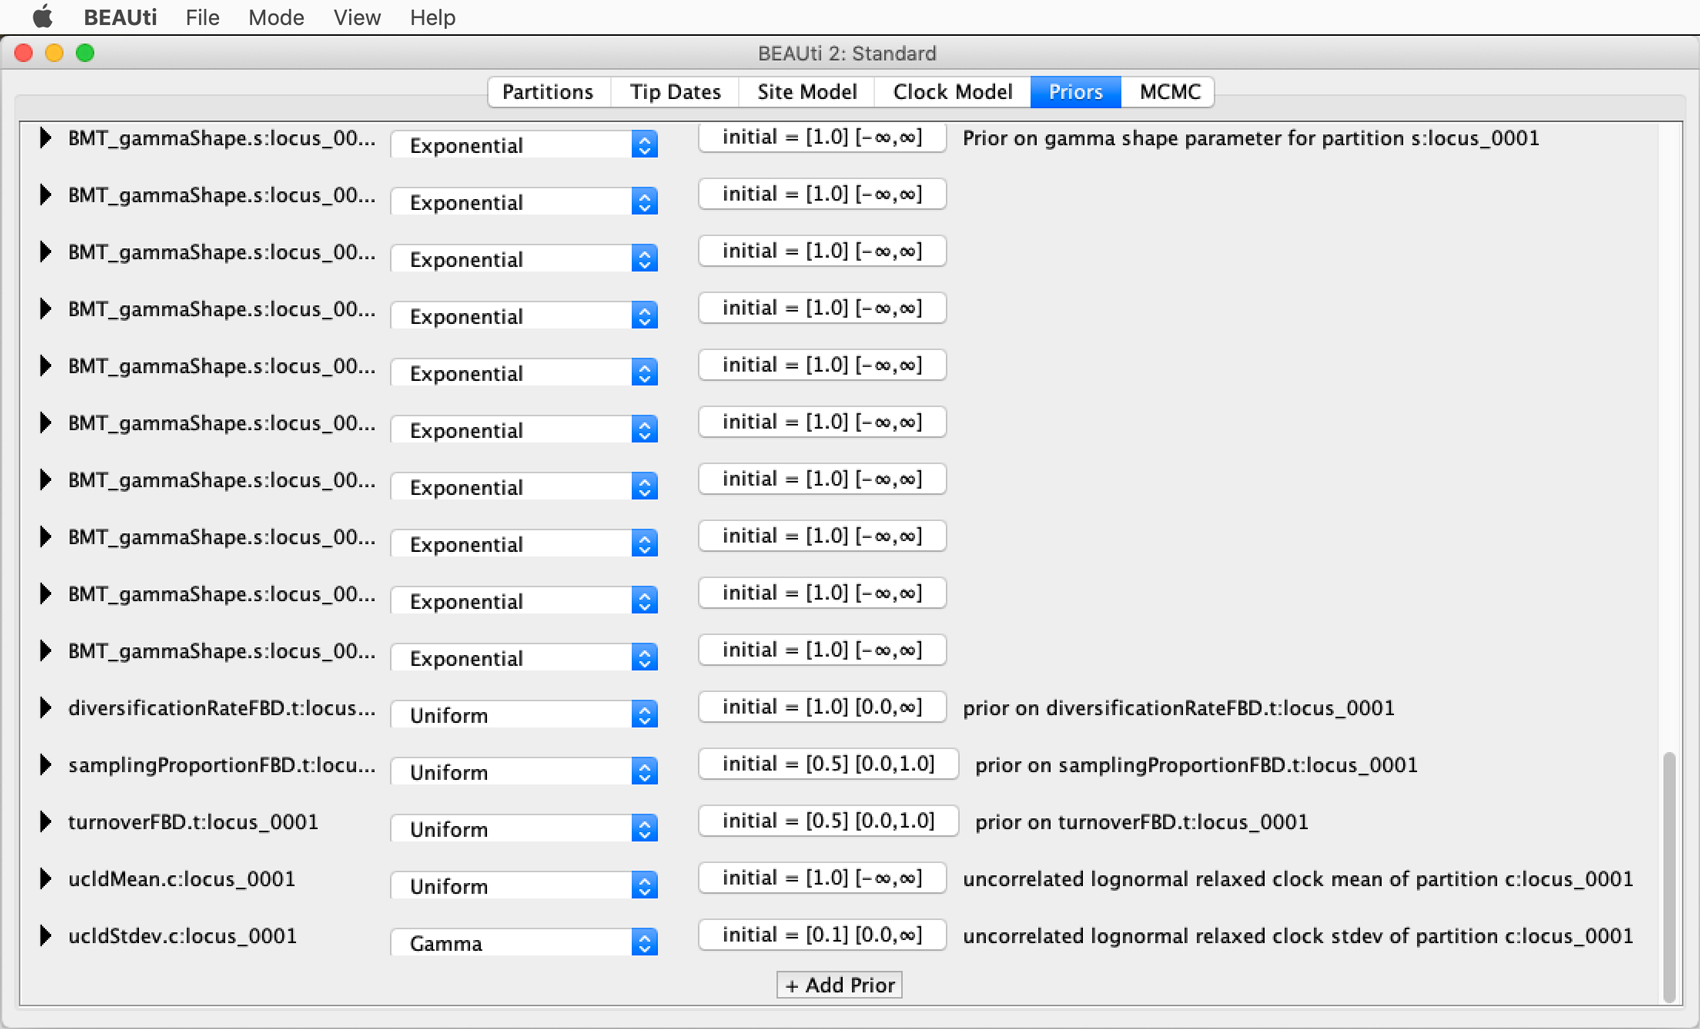 BEAUti File Mode View Help
BEAUti 2: Standard
Partitions Tip Dates Site Model Clock Model Priors MCMC
BMT_gammaShape.s:locus_00... Exponential initial = [1.0] [-∞,∞] Prior on gamma shape parameter for partition s:locus_0001
BMT_gammaShape.s:locus_00... Exponential initial = [1.0] [-∞,∞]
BMT_gammaShape.s:locus_00... Exponential initial = [1.0] [-∞,∞]
BMT_gammaShape.s:locus_00... Exponential initial = [1.0] [-∞,∞]
BMT_gammaShape.s:locus_00... Exponential initial = [1.0] [-∞,∞]
BMT_gammaShape.s:locus_00... Exponential initial = [1.0] [-∞,∞]
BMT_gammaShape.s:locus_00... Exponential initial = [1.0] [-∞,∞]
BMT_gammaShape.s:locus_00... Exponential initial = [1.0] [-∞,∞]
BMT_gammaShape.s:locus_00... Exponential initial = [1.0] [-∞,∞]
BMT_gammaShape.s:locus_00... Exponential initial = [1.0] [-∞,∞]
diversificationRateFBD.t:locus... Uniform initial = [1.0] [0.0,∞] prior on diversificationRateFBD.t:locus_0001
samplingProportionFBD.t:locu... Uniform initial = [0.5] [0.0,1.0] prior on samplingProportionFBD.t:locus_0001
turnoverFBD.t:locus_0001 Uniform initial = [0.5] [0.0,1.0] prior on turnoverFBD.t:locus_0001
ucldMean.c:locus_0001 Uniform initial = [1.0] [-∞,∞] uncorrelated lognormal relaxed clock mean of partition c:locus_0001
ucldStdev.c:locus_0001 Gamma initial = [0.1] [0.0,∞] uncorrelated lognormal relaxed clock stdev of partition c:locus_0001
+ Add Prior